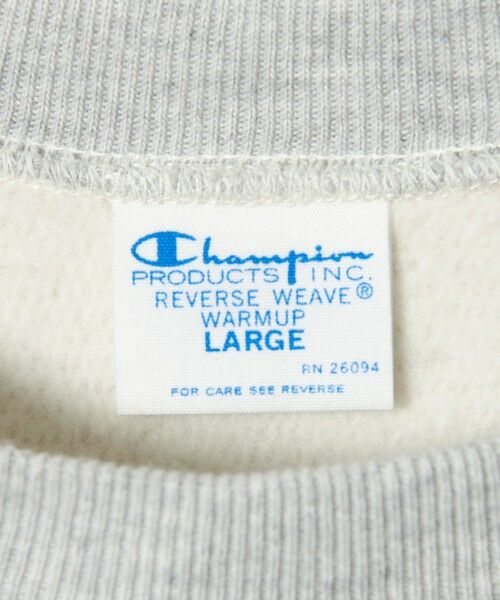 Champion
PRODUCTS INC.
REVERSE WEAVE®
WARMUP
LARGE
RN 26094
FOR CARE SEE REVERSE